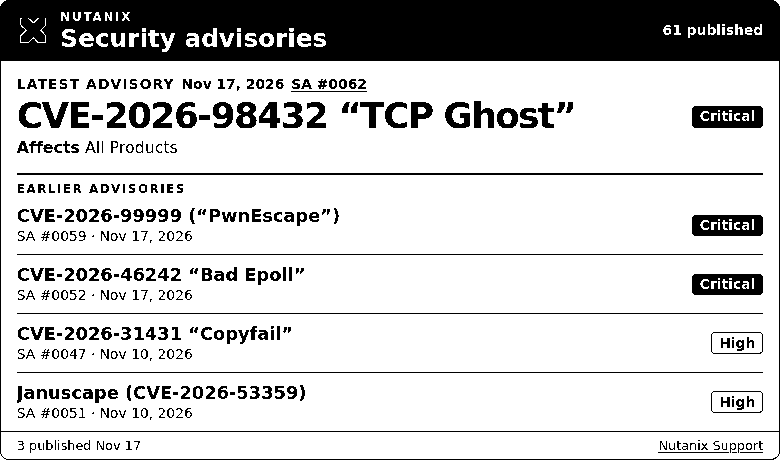 NUTANIX
Security advisories
61 published
LATEST ADVISORY Nov 17, 2026 SA #0062
CVE-2026-98432 “TCP Ghost”
Critical
Affects All Products
EARLIER ADVISORIES
CVE-2026-99999 (“PwnEscape”)
SA #0059 · Nov 17, 2026
Critical
CVE-2026-46242 “Bad Epoll”
SA #0052 · Nov 17, 2026
Critical
CVE-2026-31431 “Copyfail”
SA #0047 · Nov 10, 2026
High
Januscape (CVE-2026-53359)
SA #0051 · Nov 10, 2026
High
3 published Nov 17
Nutanix Support